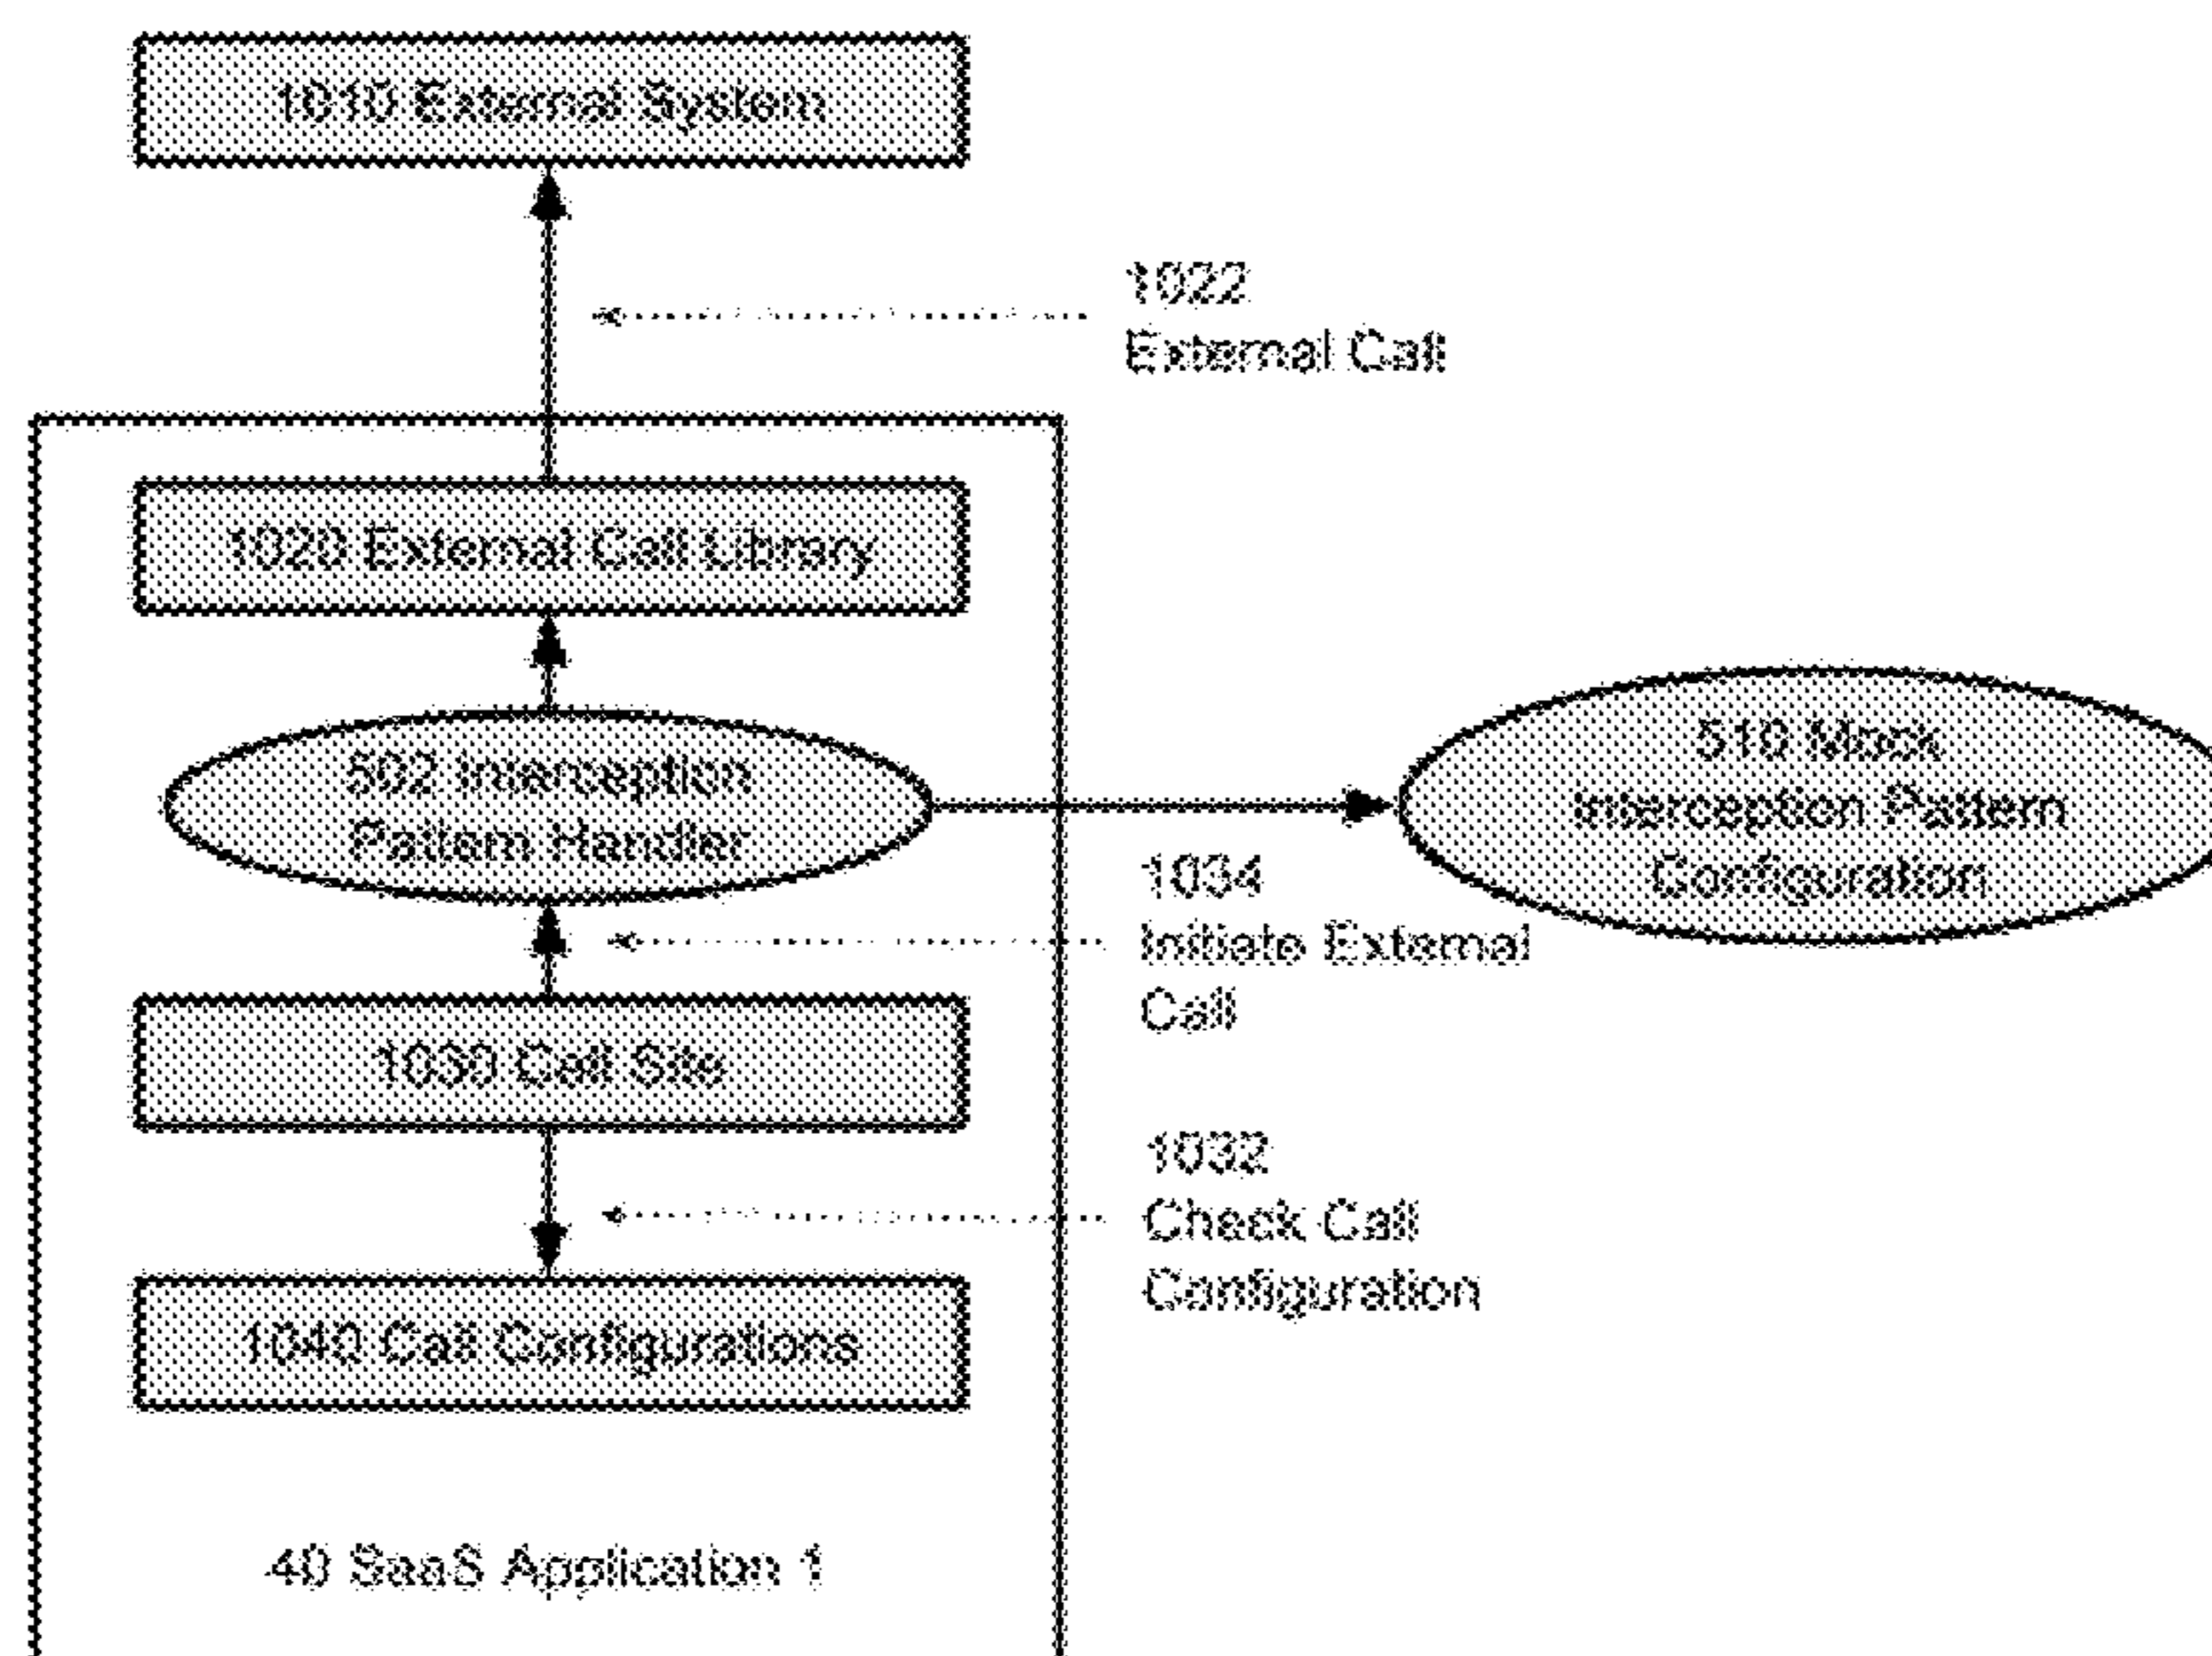 1010 External System
1022
External Call
1020 External Call Library
502 Interception
Pattern Handler
510 Mock
Interception Pattern
Configuration
1034
Initiate External
Call
1030 Call Site
1032
Check Call
Configuration
1040 Call Configurations
40 SaaS Application 1